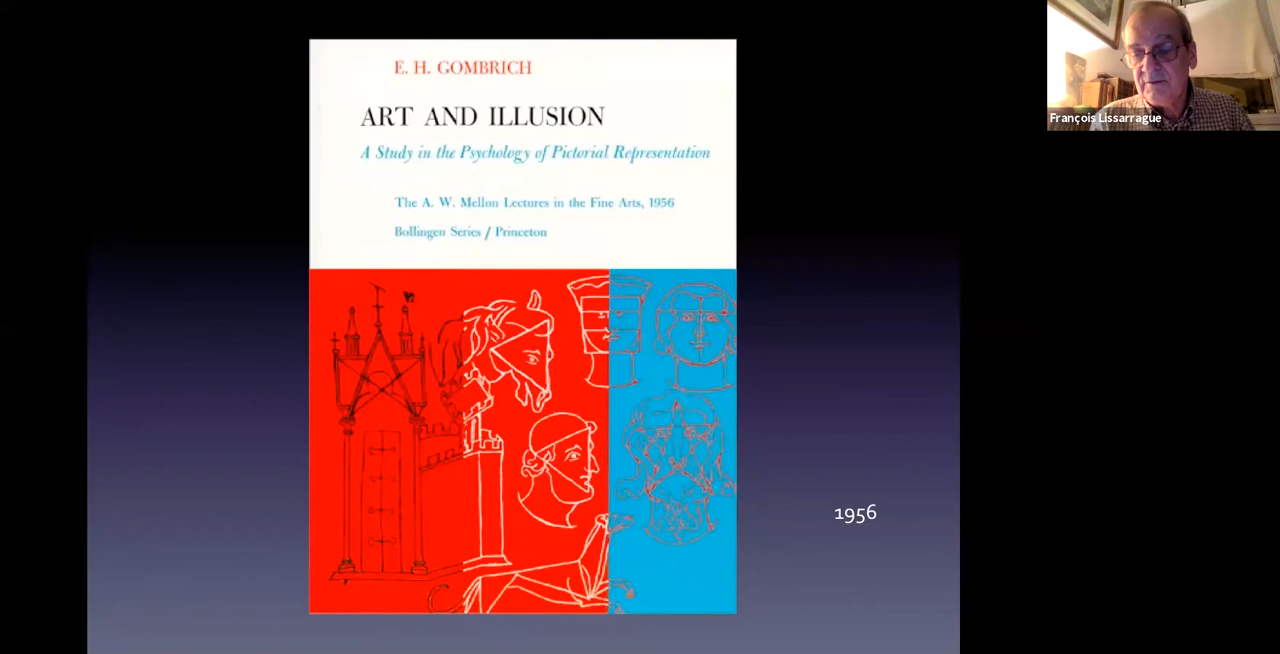 E. H. GOMBRICH
ART AND ILLUSION
A Study in the Psychology of Pictorial Representation
The A. W. Mellon Lectures in the Fine Arts, 1956
Bollingen Series / Princeton
1956
François Lissarrague